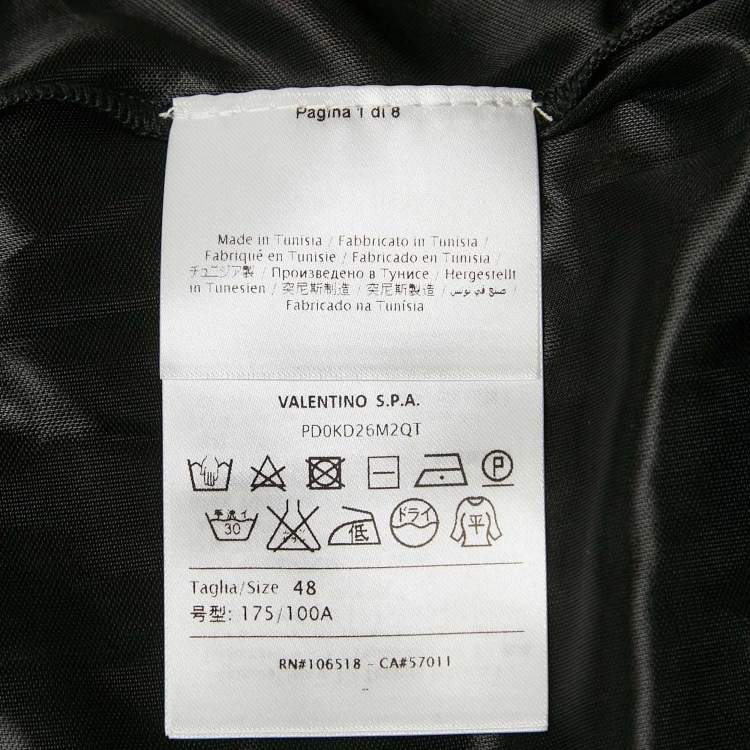 Pagina 1 di 8
Made in Tunisia / Fabbricato in Tunisia /
Fabriqué en Tunisie / Fabricado en Tunisia /
チュニジア製 / Произведено в Тунисе / Hergestellt
in Tunesien / 突尼斯制造 / 突尼斯製造 / صنع في تونس /
Fabricado na Tunísia
VALENTINO S.P.A.
PD0KD26M2QT
P
手洗イ
30
低
ドライ
平
Taglia/Size 48
号型: 175/100A
RN#106518 - CA#57011